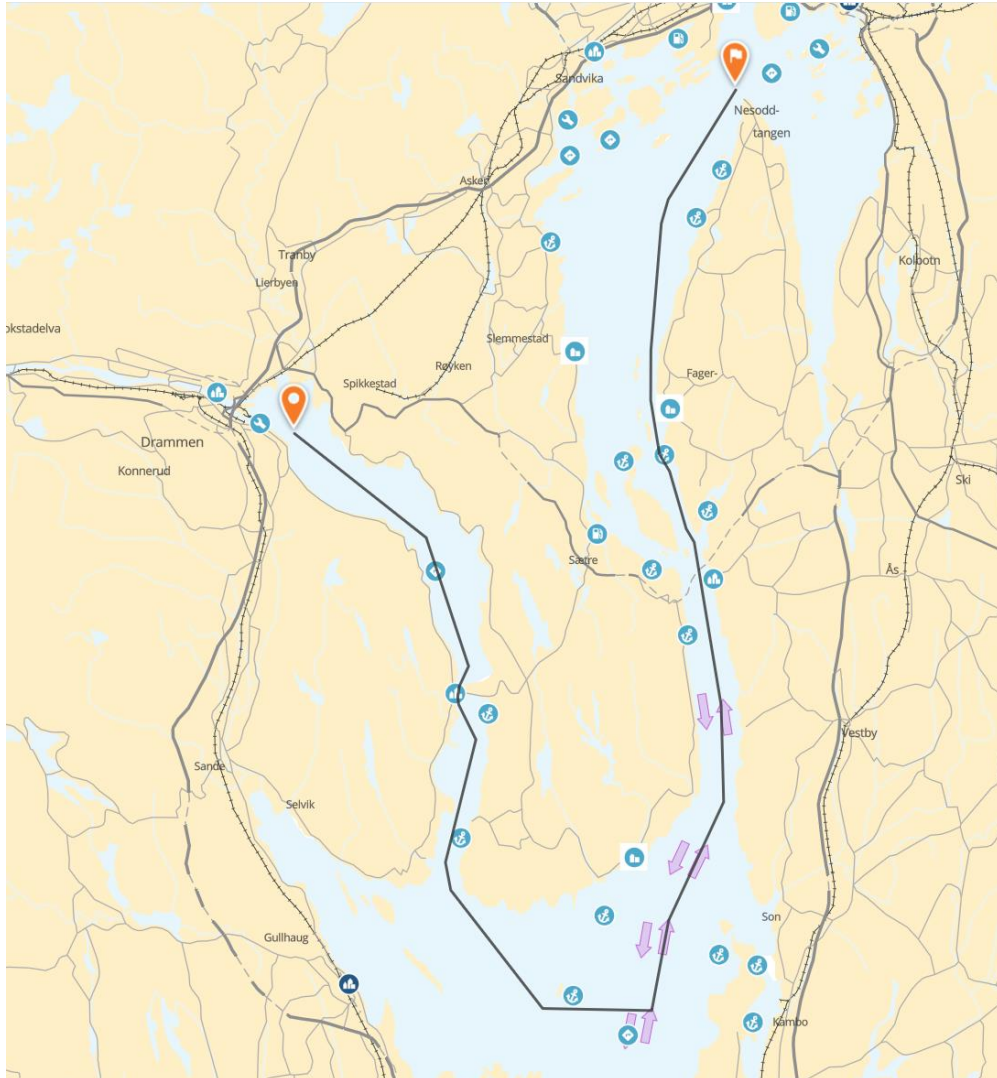 Sandvika
Nesodd-
tangen
Asker
Tranby
Kolbotn
Lierbyen
okstadelva
Slemmestad
Røyken
Spikkestad
Fager-
Drammen
Konnerud
Ski
Sætre
Ås
Vestby
Sande
Selvik
Son
Gullhaug
Kambo